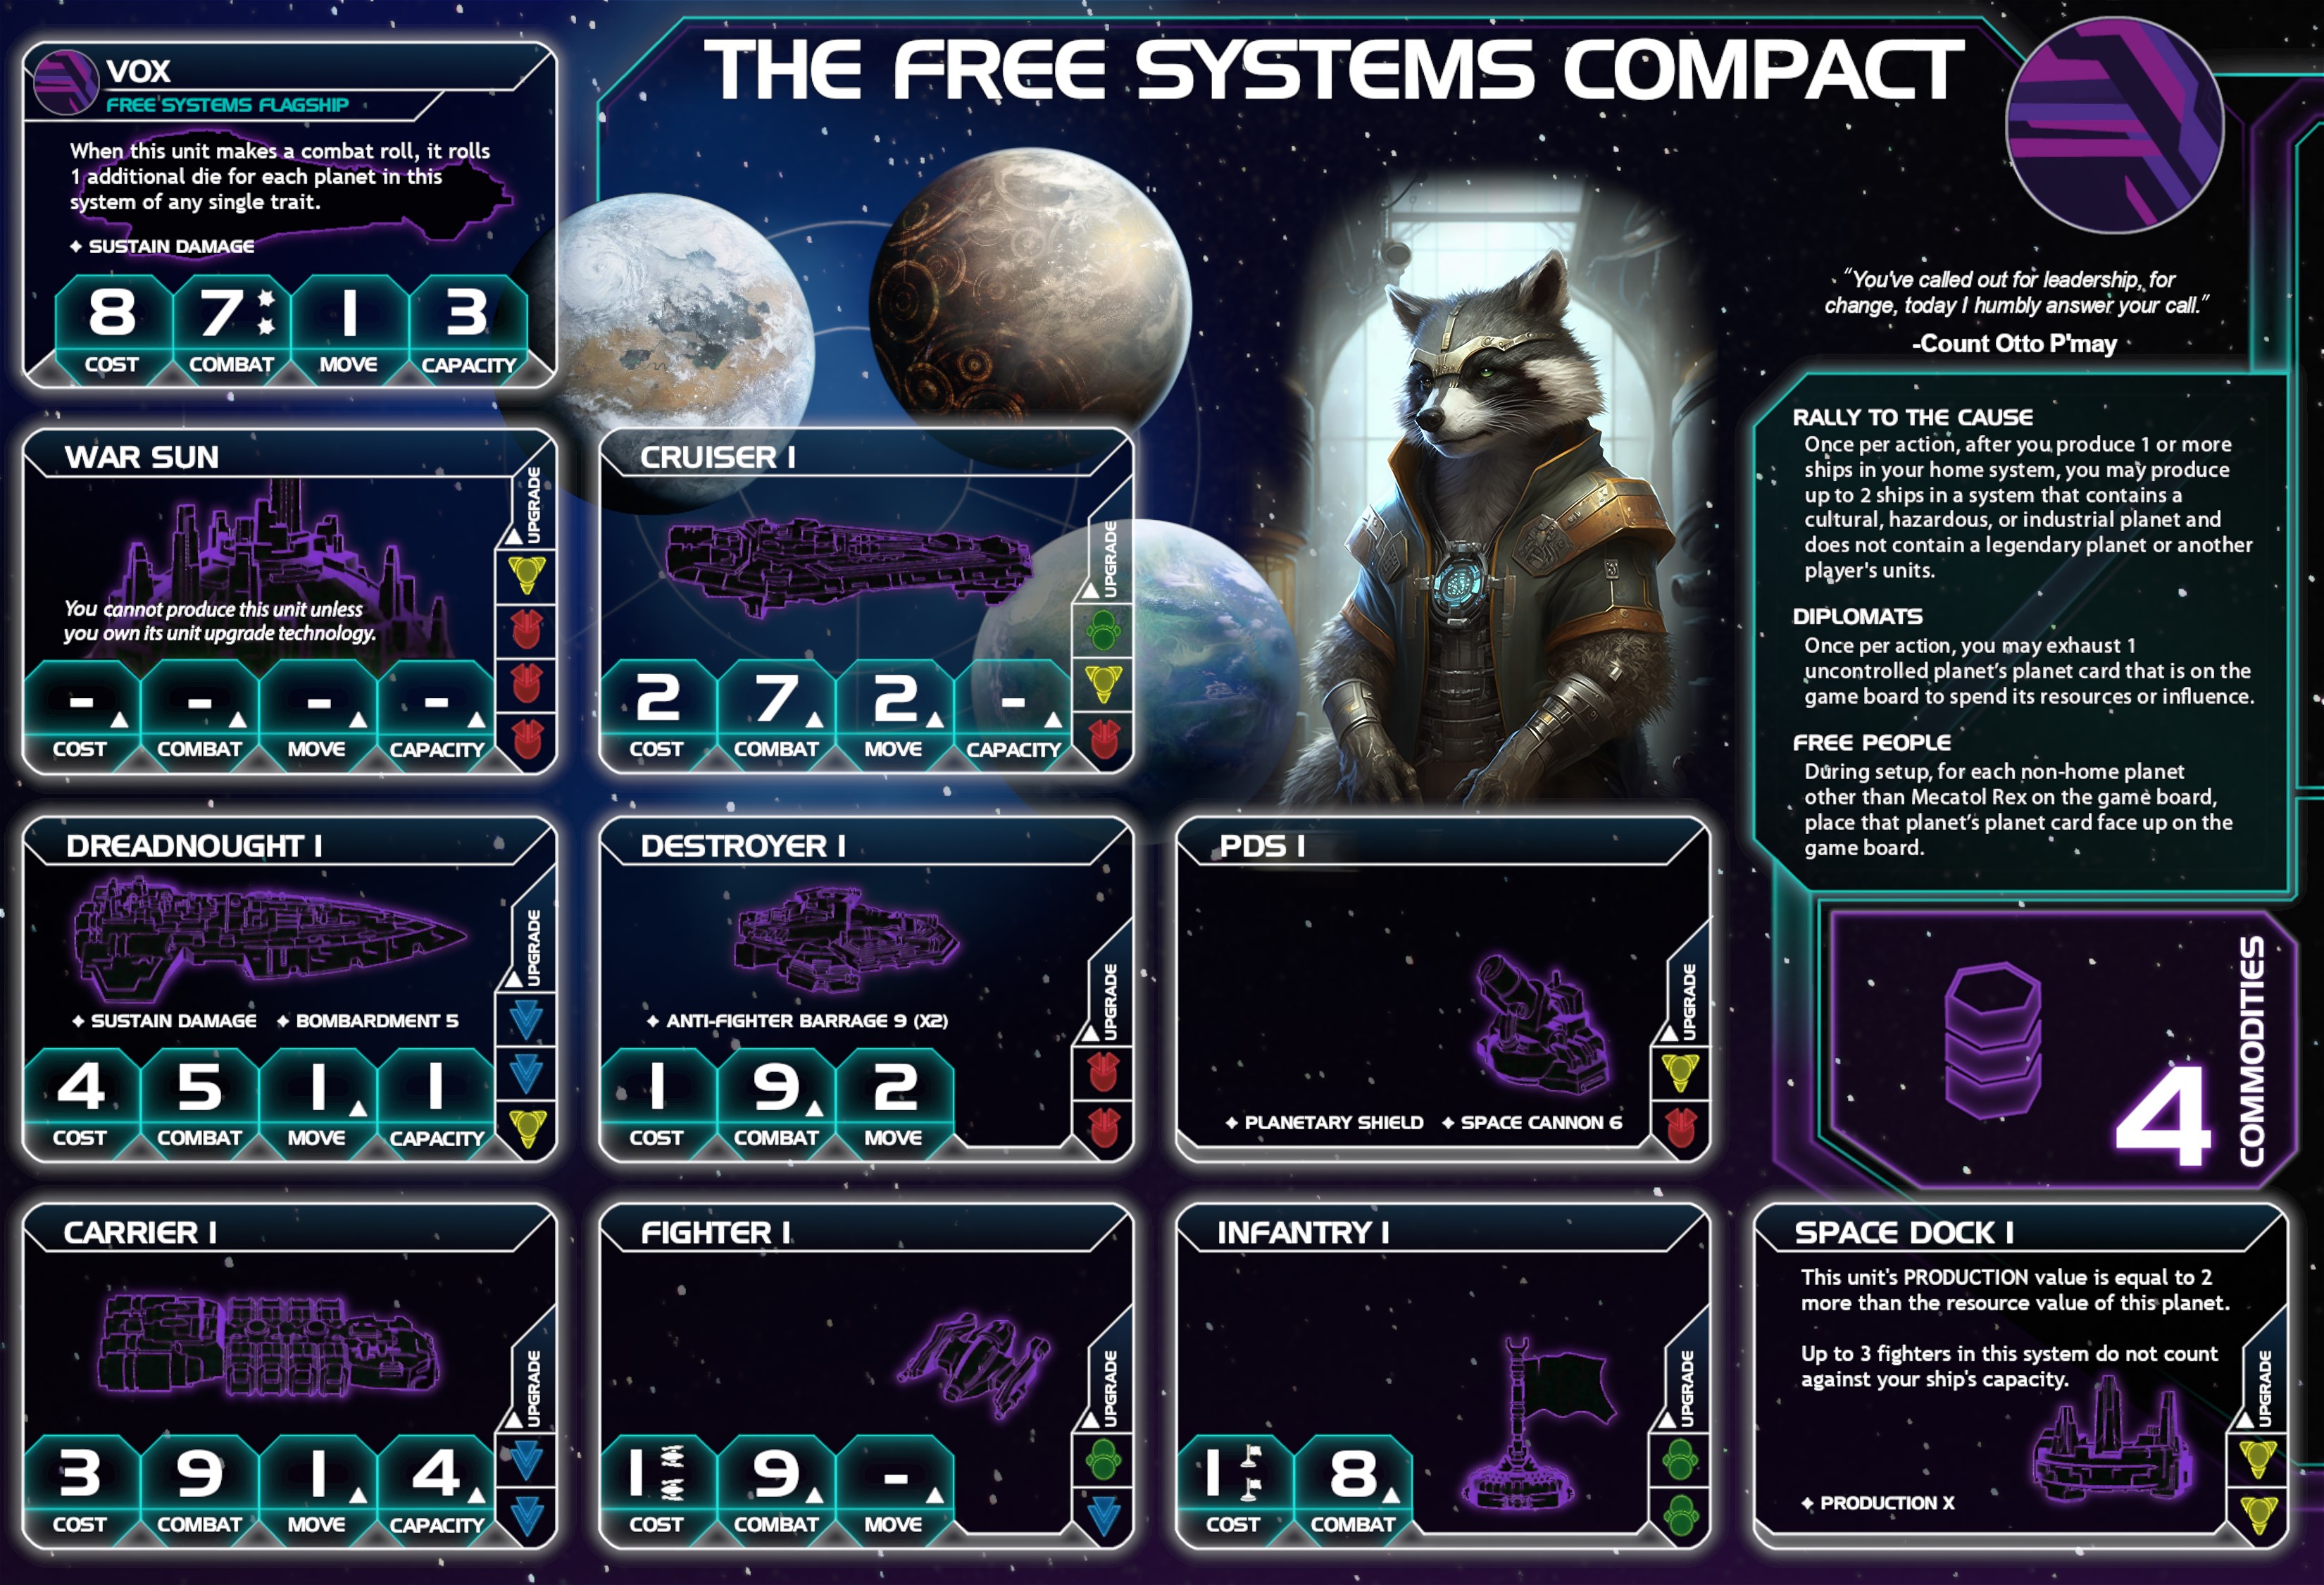 THE FREE SYSTEMS COMPACT
VOX
FREE SYSTEMS FLAGSHIP
When this unit makes a combat roll, it rolls
1 additional die for each planet in this
system of any single trait.
SUSTAIN DAMAGE
8 7 1 3
COST COMBAT MOVE CAPACITY
"You've called out for leadership, for
change, today I humbly answer your call."
-Count Otto P'may
WAR SUN
UPGRADE
You cannot produce this unit unless
you own its unit upgrade technology.
- - - -
COST COMBAT MOVE CAPACITY
CRUISER I
UPGRADE
2 7 2 -
COST COMBAT MOVE CAPACITY
RALLY TO THE CAUSE
Once per action, after you produce 1 or more
ships in your home system, you may produce
up to 2 ships in a system that contains a
cultural, hazardous, or industrial planet and
does not contain a legendary planet or another
player's units.
DIPLOMATS
Once per action, you may exhaust 1
uncontrolled planet's planet card that is on the
game board to spend its resources or influence.
FREE PEOPLE
During setup, for each non-home planet
other than Mecatol Rex on the game board,
place that planet's planet card face up on the
game board.
DREADNOUGHT I
UPGRADE
SUSTAIN DAMAGE BOMBARDMENT 5
4 5 1 1
COST COMBAT MOVE CAPACITY
DESTROYER I
UPGRADE
ANTI-FIGHTER BARRAGE 9 (X2)
1 9 2
COST COMBAT MOVE
PDS I
UPGRADE
PLANETARY SHIELD SPACE CANNON 6
4
COMMODITIES
CARRIER I
UPGRADE
3 9 1 4
COST COMBAT MOVE CAPACITY
FIGHTER I
UPGRADE
1 9 -
COST COMBAT MOVE
INFANTRY I
UPGRADE
1 8
COST COMBAT
SPACE DOCK I
This unit's PRODUCTION value is equal to 2
more than the resource value of this planet.
Up to 3 fighters in this system do not count
against your ship's capacity.
UPGRADE
PRODUCTION X